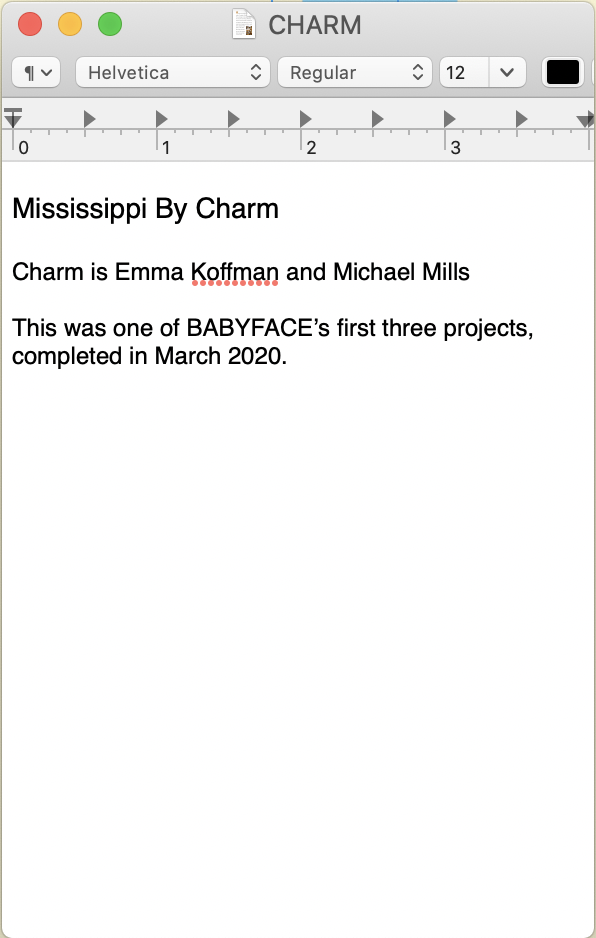 CHARM
¶ Helvetica Regular 12
0 1 2 3
Mississippi By Charm
Charm is Emma Koffman and Michael Mills
This was one of BABYFACE’s first three projects,
completed in March 2020.